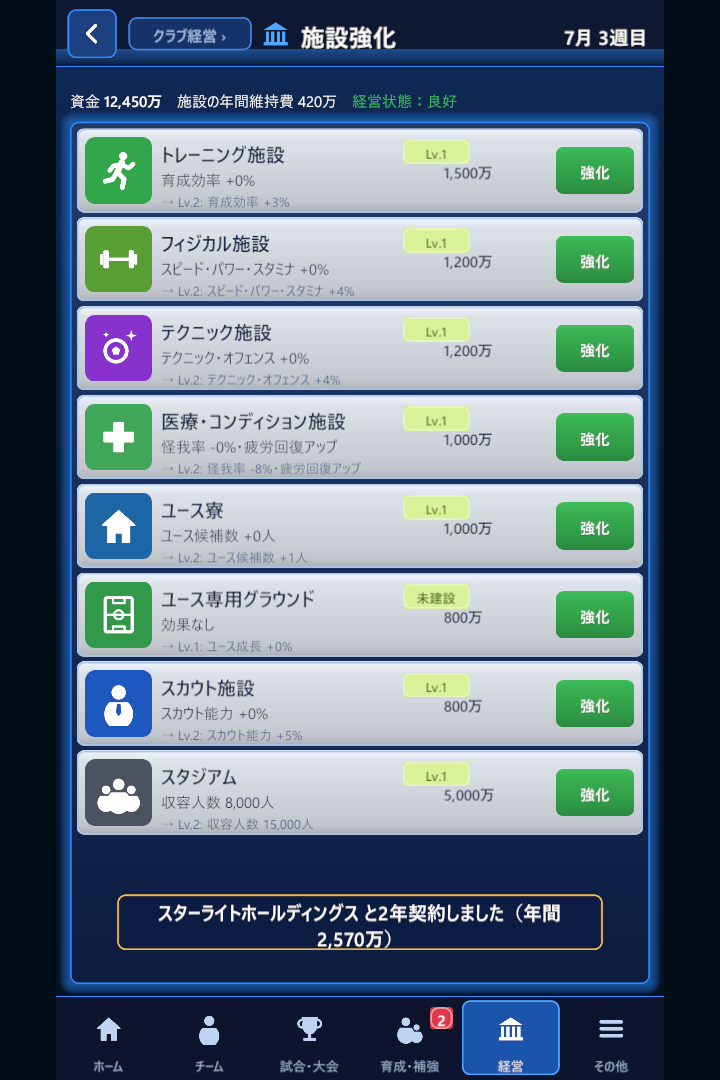 クラブ経営 ›
施設強化
7月 3週目
資金 12,450万 施設の年間維持費 420万 経営状態：良好
トレーニング施設
Lv.1
1,500万
強化
育成効率 +0%
→ Lv.2: 育成効率 +3%
フィジカル施設
Lv.1
1,200万
強化
スピード・パワー・スタミナ +0%
→ Lv.2: スピード・パワー・スタミナ +4%
テクニック施設
Lv.1
1,200万
強化
テクニック・オフェンス +0%
→ Lv.2: テクニック・オフェンス +4%
医療・コンディション施設
Lv.1
1,000万
強化
怪我率 -0%・疲労回復アップ
→ Lv.2: 怪我率 -8%・疲労回復アップ
ユース寮
Lv.1
1,000万
強化
ユース候補数 +0人
→ Lv.2: ユース候補数 +1人
ユース専用グラウンド
未建設
800万
強化
効果なし
→ Lv.1: ユース成長 +0%
スカウト施設
Lv.1
800万
強化
スカウト能力 +0%
→ Lv.2: スカウト能力 +5%
スタジアム
Lv.1
5,000万
強化
収容人数 8,000人
→ Lv.2: 収容人数 15,000人
スターライトホールディングス と2年契約しました（年間
2,570万）
2
ホーム
チーム
試合・大会
育成・補強
経営
その他